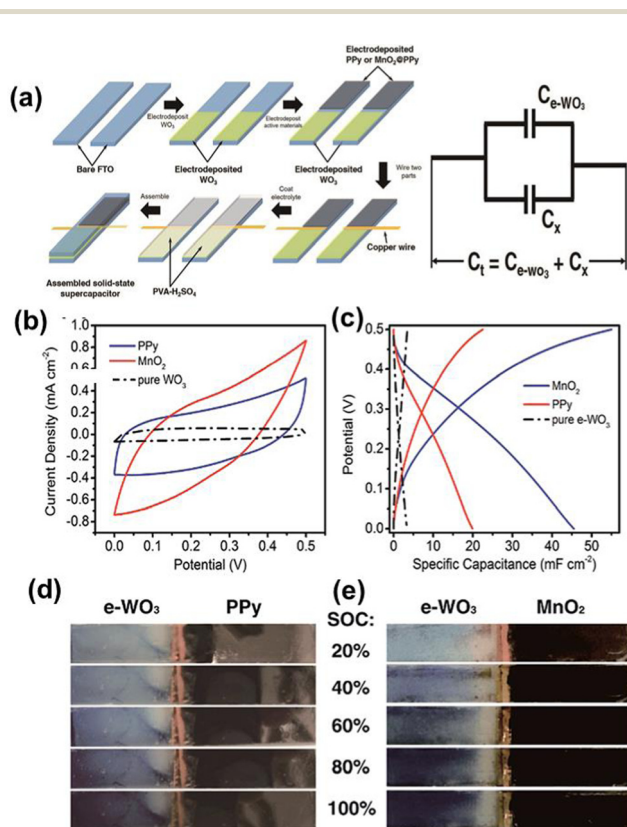 (a)
Electrodeposited
PPy or MnO₂@PPy
Electrodeposit
WO₃
Electrodeposit
active materials
Bare FTO
Electrodeposited
WO₃
Electrodeposited
WO₃
Wire two
parts
Assemble
Coat
electrolyte
Copper wire
Assembled solid-state
supercapacitor
PVA-H₂SO₄
C e-WO₃
Cₓ
Cₜ = C e-WO₃ + Cₓ
(b)
PPy
MnO₂
pure WO₃
Current Density (mA cm⁻²)
1.0
0.8
0.6
0.4
0.2
0.0
-0.2
-0.4
-0.6
-0.8
0.0 0.1 0.2 0.3 0.4 0.5
Potential (V)
(c)
MnO₂
PPy
pure e-WO₃
Potential (V)
0.5
0.4
0.3
0.2
0.1
0.0
0 10 20 30 40 50
Specific Capacitance (mF cm⁻²)
(d)
e-WO₃ PPy
SOC:
20%
40%
60%
80%
100%
(e)
e-WO₃ MnO₂